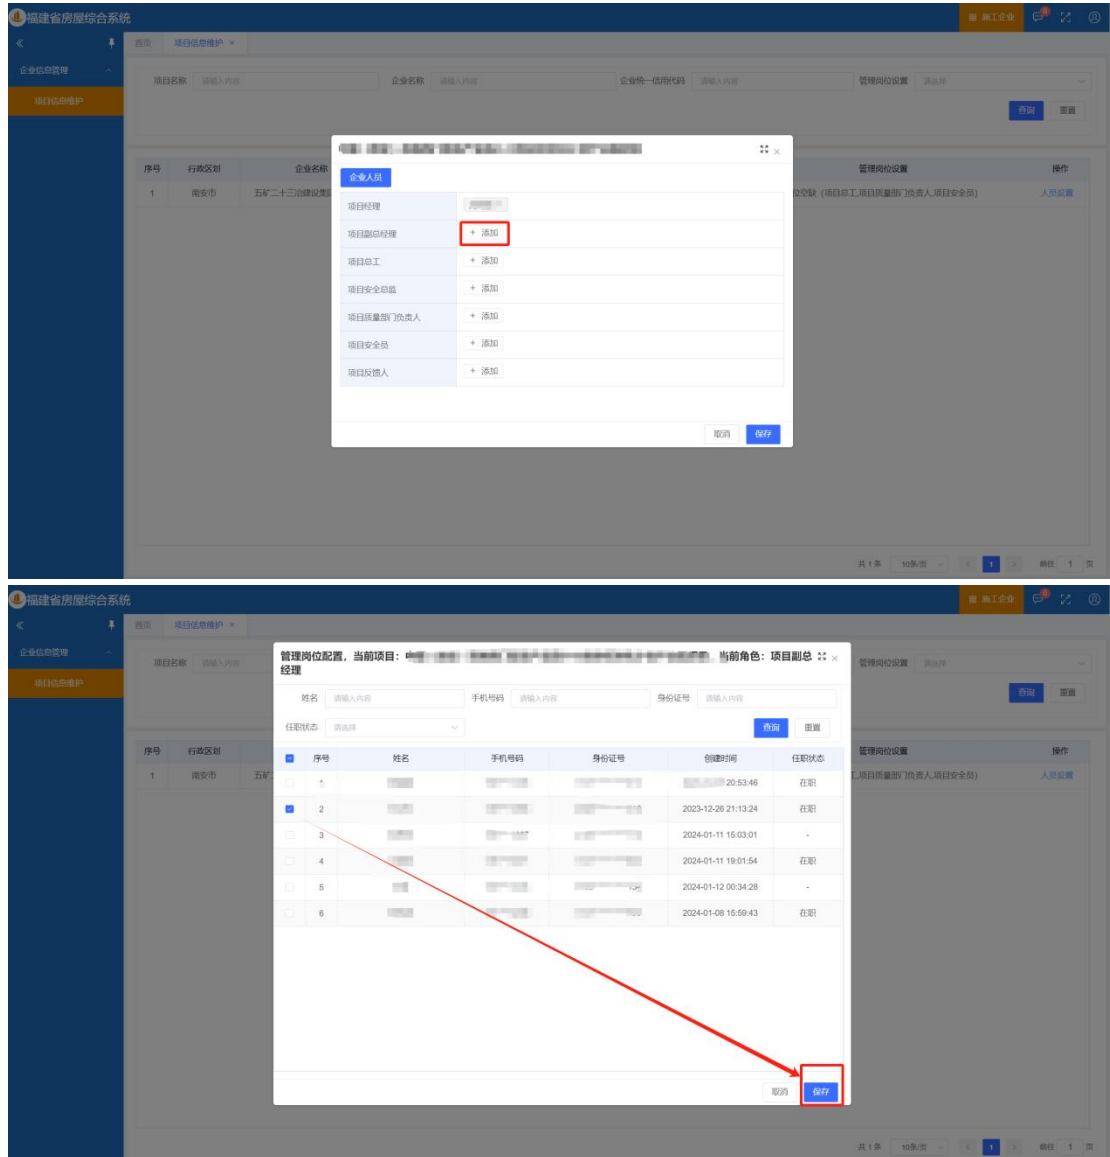 福建省房屋综合系统
施工企业
首页 项目信息维护 ×
企业信息管理
项目名称 请输入内容 企业名称 请输入内容 企业统一信用代码 请输入内容 管理岗位设置 请选择
项目信息维护
查询 重置
序号 行政区划 企业名称 管理岗位设置 操作
企业人员
1 南安市 五矿二十三冶建设集团 位空缺 (项目总工,项目质量部门负责人,项目安全员) 人员设置
项目经理
项目副总经理 + 添加
项目总工 + 添加
项目安全总监 + 添加
项目质量部门负责人 + 添加
项目安全员 + 添加
项目反馈人 + 添加
取消 保存
共 1 条 10条/页 < 1 > 前往 1 页
福建省房屋综合系统
施工企业
首页 项目信息维护 ×
企业信息管理
项目名称 请输入内容 管理岗位设置 请选择
项目信息维护
查询 重置
管理岗位配置，当前项目： 当前角色：项目副总
经理
姓名 请输入内容 手机号码 请输入内容 身份证号 请输入内容
任职状态 请选择 查询 重置
序号 行政区划 管理岗位设置 操作
1 南安市 五矿二 工,项目质量部门负责人,项目安全员) 人员设置
序号 姓名 手机号码 身份证号 创建时间 任职状态
20:53:46 在职
2 2023-12-26 21:13:24 在职
3 2024-01-11 15:03:01 -
4 2024-01-11 19:01:54 在职
5 2024-01-12 00:34:28 -
6 2024-01-08 15:59:43 在职
取消 保存
共 1 条 10条/页 < 1 > 前往 1 页